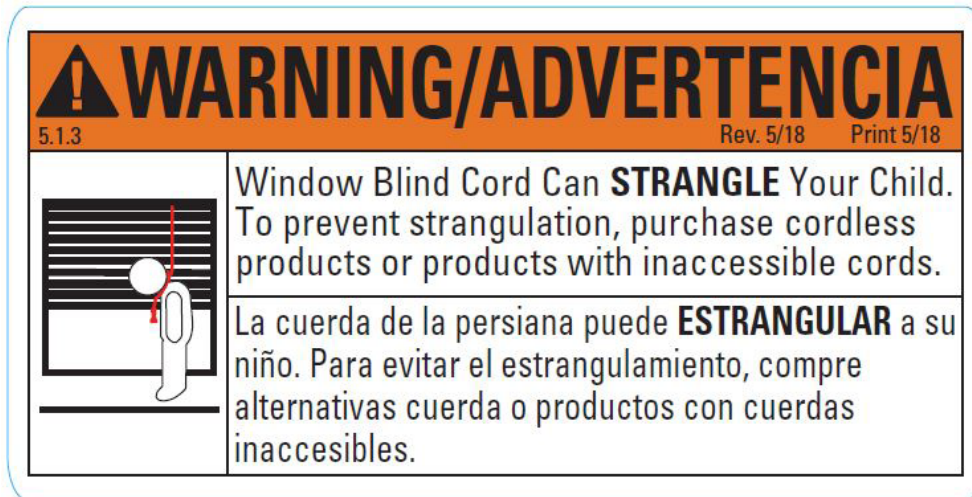 WARNING/ADVERTENCIA
5.1.3 Rev. 5/18 Print 5/18
Window Blind Cord Can STRANGLE Your Child.
To prevent strangulation, purchase cordless
products or products with inaccessible cords.
La cuerda de la persiana puede ESTRANGULAR a su
niño. Para evitar el estrangulamiento, compre
alternativas cuerda o productos con cuerdas
inaccesibles.